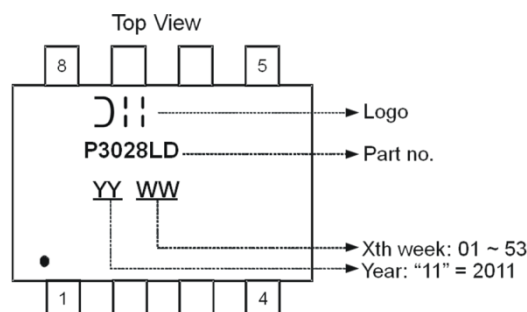 Top View
8 5
Logo
P3028LD Part no.
YY WW
Xth week: 01 ~ 53
Year: “11” = 2011
1 4